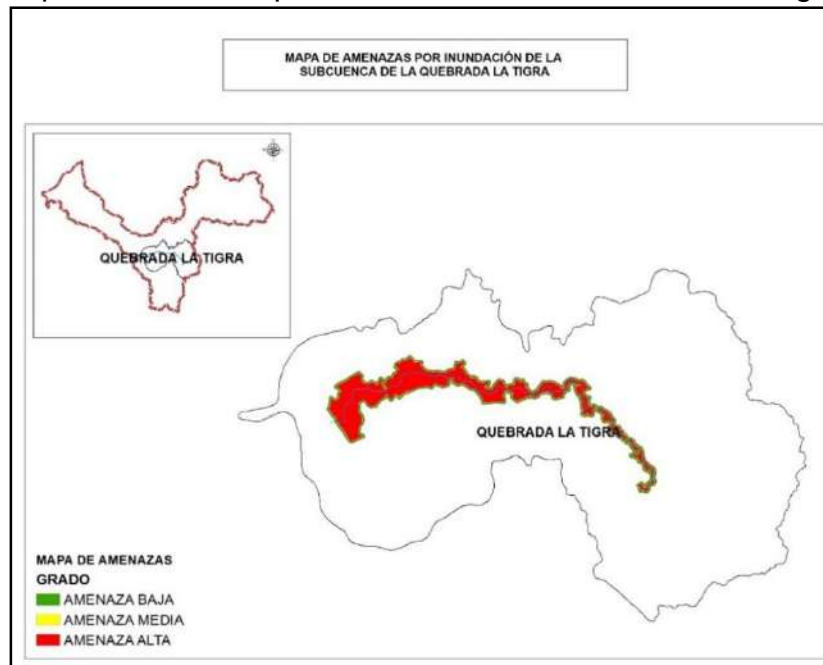 MAPA DE AMENAZAS POR INUNDACIÓN DE LA
SUBCUENCA DE LA QUEBRADA LA TIGRA
QUEBRADA LA TIGRA
QUEBRADA LA TIGRA
MAPA DE AMENAZAS
GRADO
AMENAZA BAJA
AMENAZA MEDIA
AMENAZA ALTA